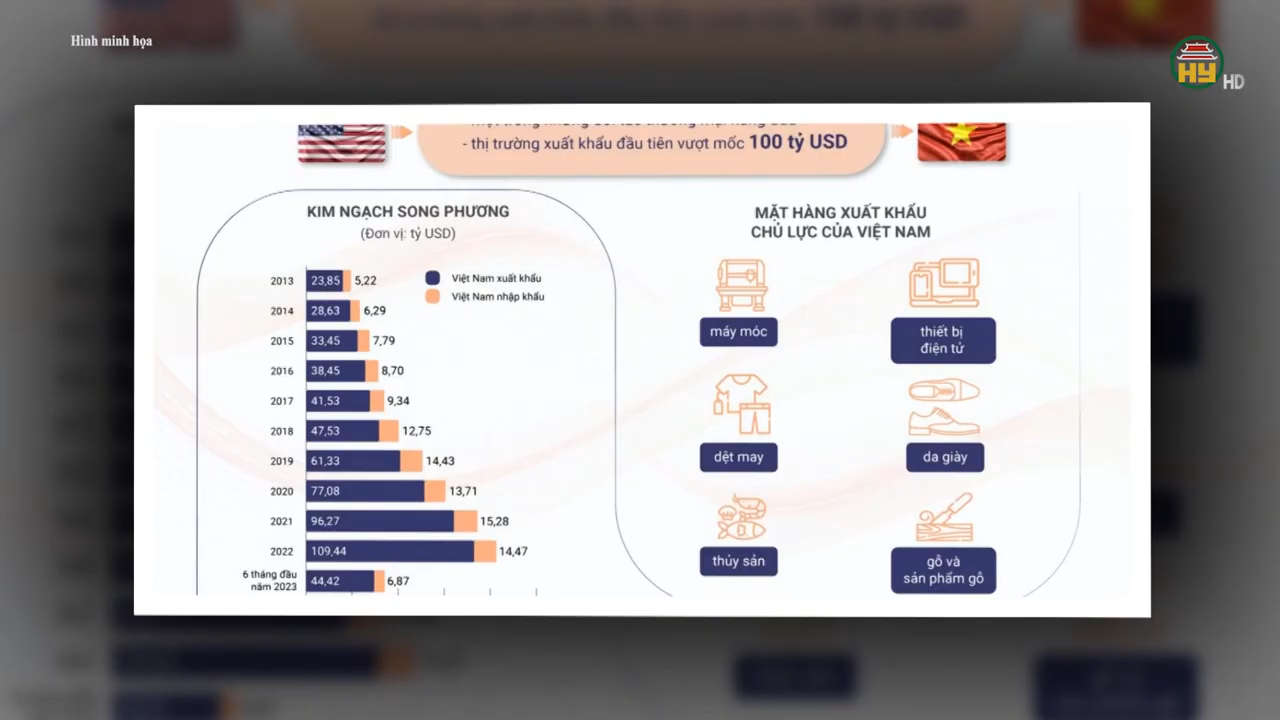 Hình minh họa
HY HD
- thị trường xuất khẩu đầu tiên vượt mốc 100 tỷ USD
KIM NGẠCH SONG PHƯƠNG
(Đơn vị: tỷ USD)
Việt Nam xuất khẩu
Việt Nam nhập khẩu
2013 23,85 5,22
2014 28,63 6,29
2015 33,45 7,79
2016 38,45 8,70
2017 41,53 9,34
2018 47,53 12,75
2019 61,33 14,43
2020 77,08 13,71
2021 96,27 15,28
2022 109,44 14,47
6 tháng đầu
năm 2023 44,42 6,87
MẶT HÀNG XUẤT KHẨU
CHỦ LỰC CỦA VIỆT NAM
máy móc
thiết bị
điện tử
dệt may
da giày
thủy sản
gỗ và
sản phẩm gỗ